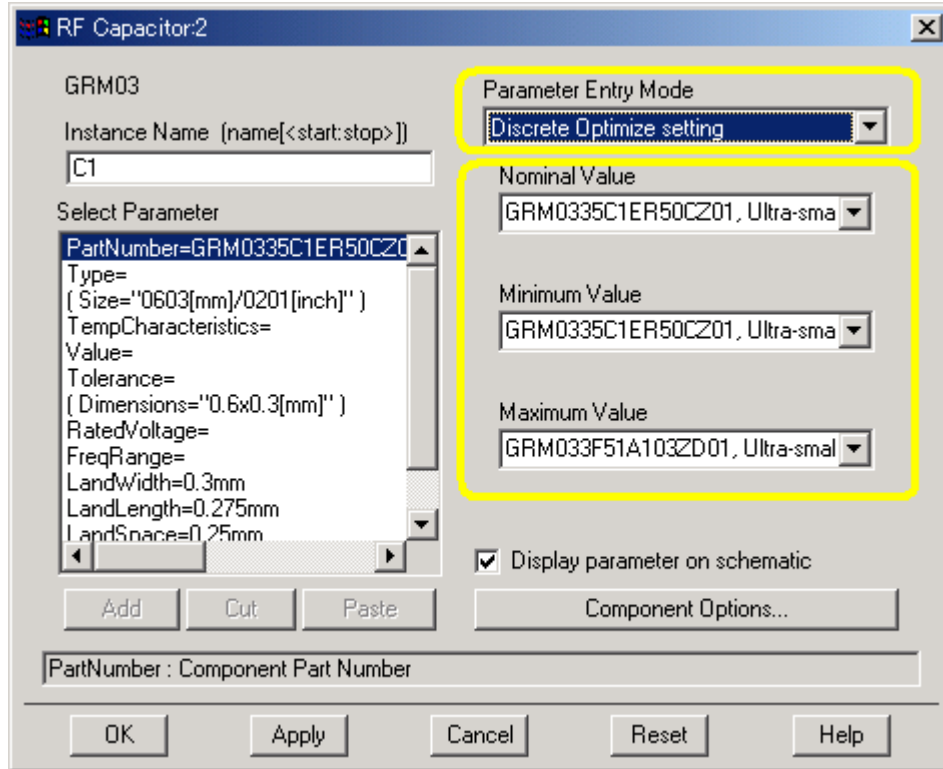 RF Capacitor:2
GRM03
Instance Name (name[<start:stop>])
C1
Select Parameter
PartNumber=GRM0335C1ER50CZ0
Type=
( Size="0603[mm]/0201[inch]" )
TempCharacteristics=
Value=
Tolerance=
( Dimensions="0.6x0.3[mm]" )
RatedVoltage=
FreqRange=
LandWidth=0.3mm
LandLength=0.275mm
LandSpace=0.25mm
Add
Cut
Paste
Parameter Entry Mode
Discrete Optimize setting
Nominal Value
GRM0335C1ER50CZ01, Ultra-sma
Minimum Value
GRM0335C1ER50CZ01, Ultra-sma
Maximum Value
GRM033F51A103ZD01, Ultra-smal
Display parameter on schematic
Component Options...
PartNumber : Component Part Number
OK
Apply
Cancel
Reset
Help